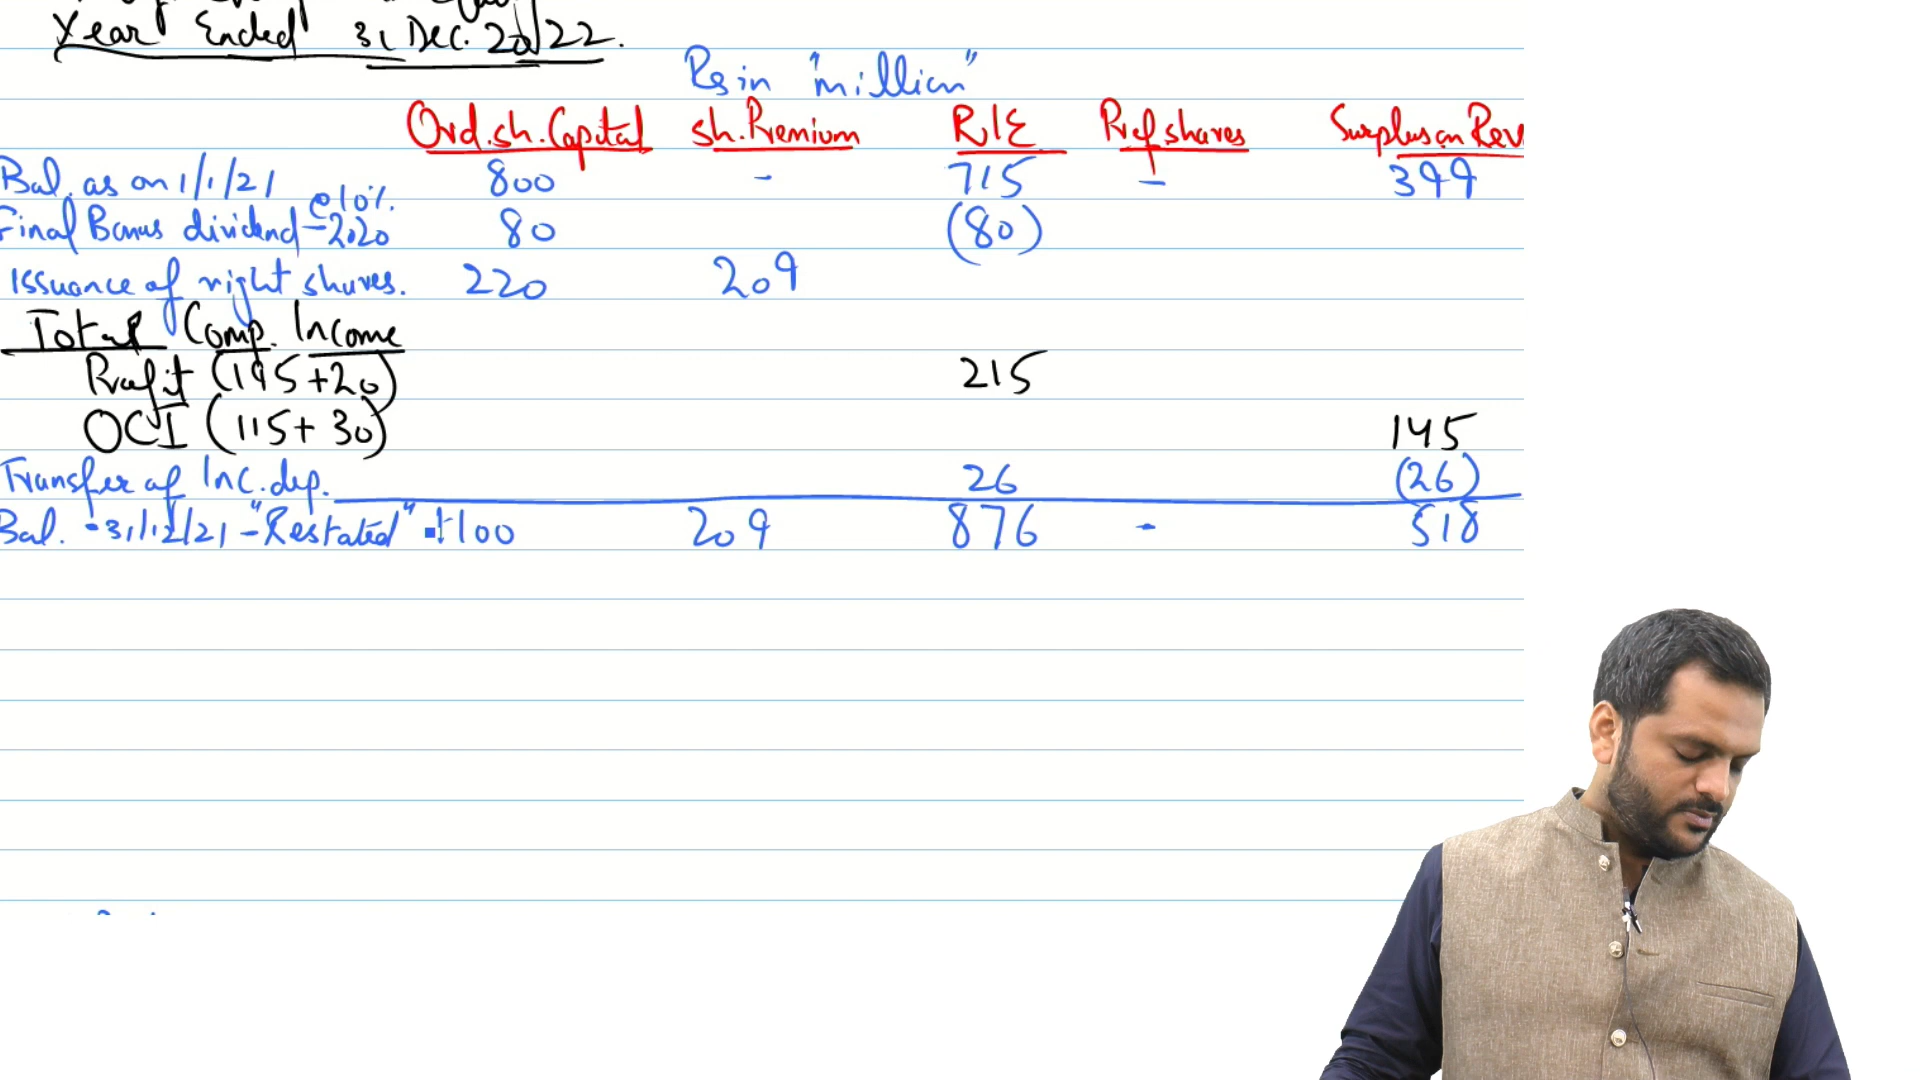 Year Ended 31 Dec. 2022.
Rs in "million"
Ord.sh.Capital sh.Premium R/E Pref shares Surplus on Rev
Bal. as on 1/1/21 800 - 715 - 399
Final Bonus dividend - 2020 @10% 80 (80)
Issuance of right shares. 220 209
Total Comp. Income
Profit (195+20) 215
OCI (115+30) 145
Transfer of Inc.dep. 26 (26)
Bal. - 31/12/21 - "Restated" 1100 209 876 - 518